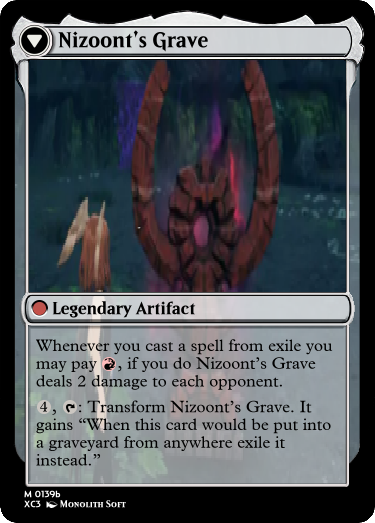 Nizoont's Grave
Legendary Artifact
Whenever you cast a spell from exile you
may pay , if you do Nizoont's Grave
deals 2 damage to each opponent.
4, : Transform Nizoont's Grave. It
gains “When this card would be put into
a graveyard from anywhere exile it
instead.”
M 0139b
XC3 Monolith Soft